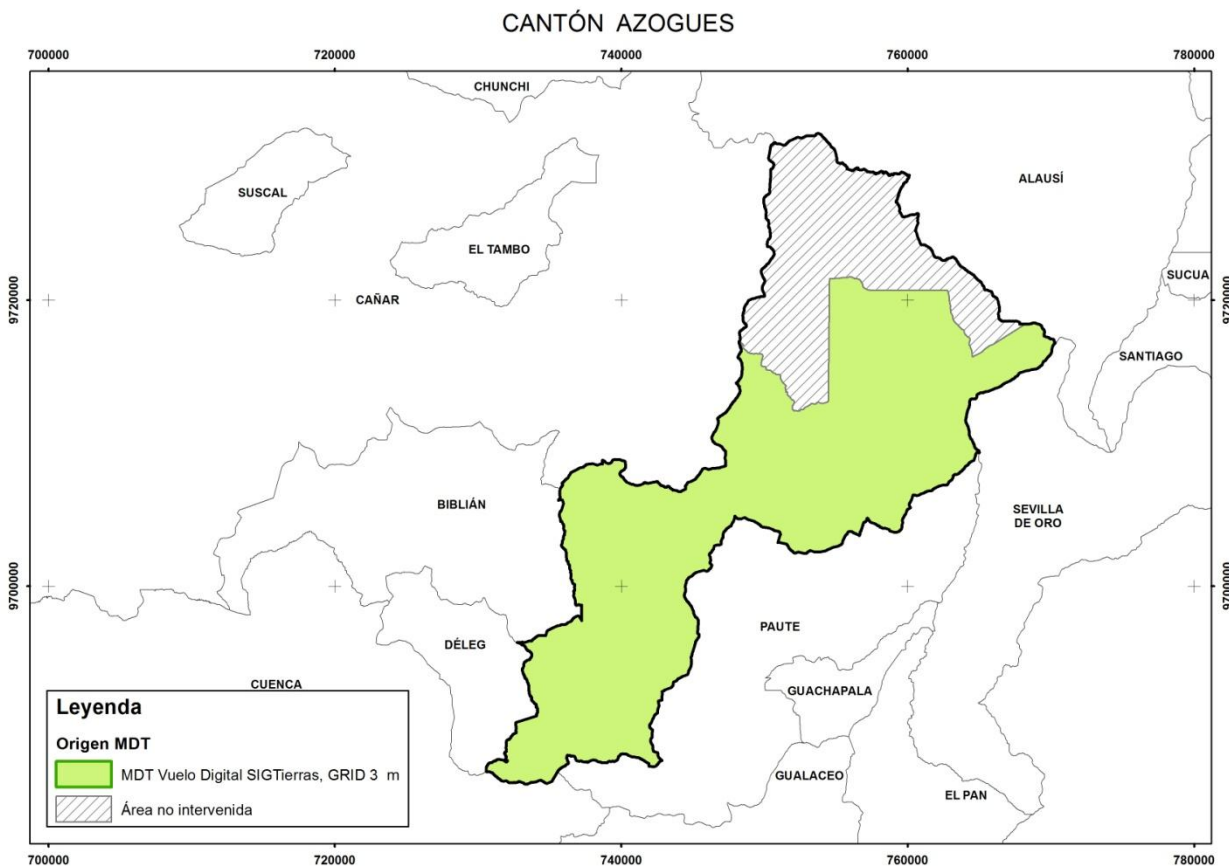 CANTÓN AZOGUES
700000 720000 740000 760000 780000
CHUNCHI
SUSCAL
ALAUSÍ
EL TAMBO
SUCUA
9720000 9720000
CAÑAR
SANTIAGO
BIBLIÁN
SEVILLA
DE ORO
9700000 9700000
PAUTE
DÉLEG
CUENCA
GUACHAPALA
Leyenda
Origen MDT
MDT Vuelo Digital SIGTierras, GRID 3 m
GUALACEO
EL PAN
Área no intervenida
700000 720000 740000 760000 780000